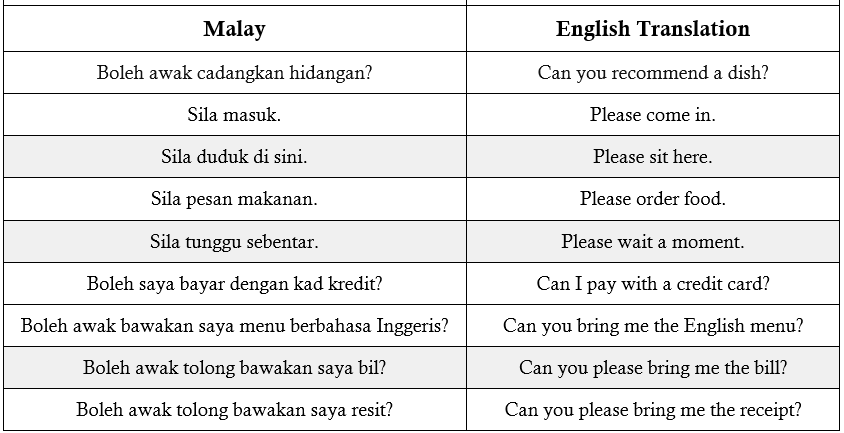 Malay English Translation
Boleh awak cadangkan hidangan? Can you recommend a dish?
Sila masuk. Please come in.
Sila duduk di sini. Please sit here.
Sila pesan makanan. Please order food.
Sila tunggu sebentar. Please wait a moment.
Boleh saya bayar dengan kad kredit? Can I pay with a credit card?
Boleh awak bawakan saya menu berbahasa Inggeris? Can you bring me the English menu?
Boleh awak tolong bawakan saya bil? Can you please bring me the bill?
Boleh awak tolong bawakan saya resit? Can you please bring me the receipt?